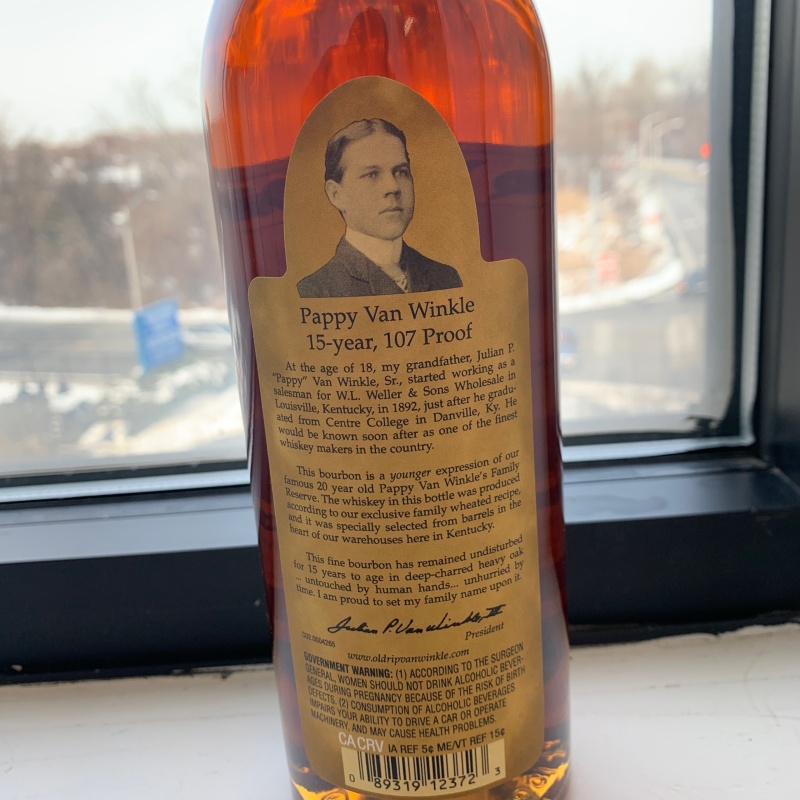 Pappy Van Winkle
15-year, 107 Proof
At the age of 18, my grandfather, Julian P.
"Pappy" Van Winkle, Sr., started working as a
salesman for W.L. Weller & Sons Wholesale in
Louisville, Kentucky, in 1892, just after he gradu-
ated from Centre College in Danville, Ky. He
would be known soon after as one of the finest
whiskey makers in the country.
This bourbon is a younger expression of our
famous 20 year old Pappy Van Winkle's Family
Reserve. The whiskey in this bottle was produced
according to our exclusive family wheated recipe,
and it was specially selected from barrels in the
heart of our warehouses here in Kentucky.
This fine bourbon has remained undisturbed
for 15 years to age in deep-charred heavy oak
... untouched by human hands... unhurried by
time. I am proud to set my family name upon it.
Julian P. Van Winkle, III
President
www.oldripvanwinkle.com
GOVERNMENT WARNING: (1) ACCORDING TO THE SURGEON
GENERAL, WOMEN SHOULD NOT DRINK ALCOHOLIC BEVER-
AGES DURING PREGNANCY BECAUSE OF THE RISK OF BIRTH
DEFECTS. (2) CONSUMPTION OF ALCOHOLIC BEVERAGES
IMPAIRS YOUR ABILITY TO DRIVE A CAR OR OPERATE
MACHINERY, AND MAY CAUSE HEALTH PROBLEMS.
CA CRV IA REF 5¢ ME/VT REF 15¢
0 89319 12372 3